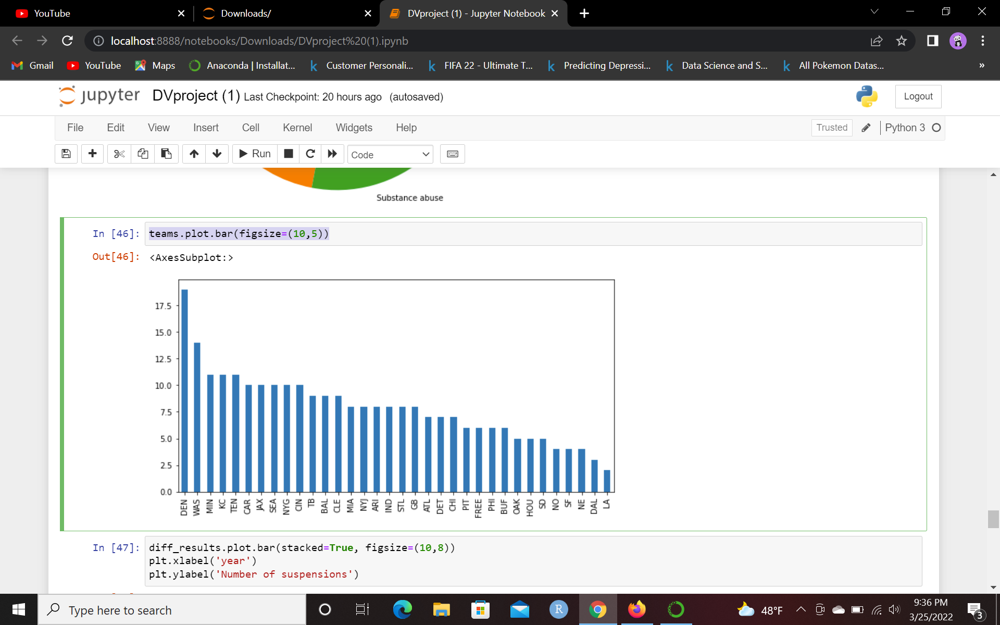 YouTube
Downloads/
DVproject (1) - Jupyter Notebook
localhost:8888/notebooks/Downloads/DVproject%20(1).ipynb
Gmail
YouTube
Maps
Anaconda | Installat...
Customer Personali...
FIFA 22 - Ultimate T...
Predicting Depressi...
Data Science and S...
All Pokemon Datas...
»
jupyter
DVproject (1) Last Checkpoint: 20 hours ago (autosaved)
Logout
File Edit View Insert Cell Kernel Widgets Help
Trusted
Python 3
Run
Code
Substance abuse
In [46]: teams.plot.bar(figsize=(10,5))
Out[46]: <AxesSubplot:>
17.5
15.0
12.5
10.0
7.5
5.0
2.5
0.0
DEN WAS MIN KC TEN CAR JAX SEA NYG CIN TB BAL CLE MIA NYJ ARI IND STL GB ATL DET CHI PIT FREE PHI BUF OAK HOU SD NO SF NE DAL LA
In [47]: diff_results.plot.bar(stacked=True, figsize=(10,8))
plt.xlabel('year')
plt.ylabel('Number of suspensions')
Type here to search
R
48°F
9:36 PM
3/25/2022
3